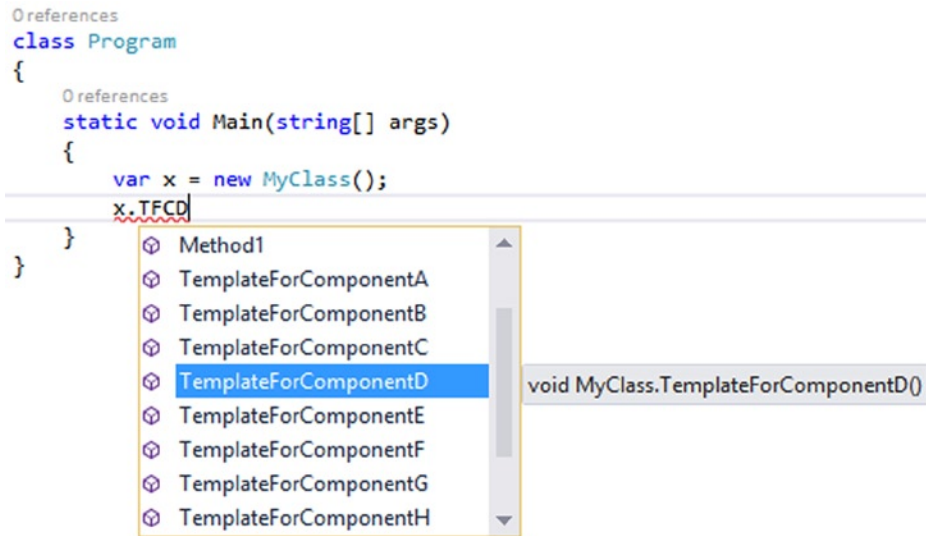 0 references
class Program
{
0 references
static void Main(string[] args)
{
var x = new MyClass();
x.TFCD
}
}
Method1
TemplateForComponentA
TemplateForComponentB
TemplateForComponentC
TemplateForComponentD
void MyClass.TemplateForComponentD()
TemplateForComponentE
TemplateForComponentF
TemplateForComponentG
TemplateForComponentH